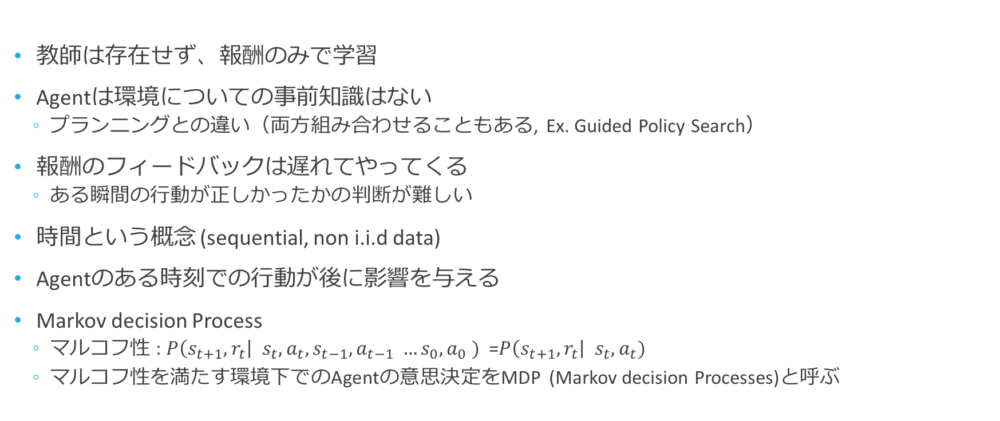 • 教師は存在せず、報酬のみで学習
• Agentは環境についての事前知識はない
◦ プランニングとの違い（両方組み合わせることもある, Ex. Guided Policy Search）
• 報酬のフィードバックは遅れてやってくる
◦ ある瞬間の行動が正しかったかの判断が難しい
• 時間という概念 (sequential, non i.i.d data)
• Agentのある時刻での行動が後に影響を与える
• Markov decision Process
◦ マルコフ性 : P(s_{t+1}, r_t| s_t, a_t, s_{t−1}, a_{t−1} … s_0, a_0 ) =P(s_{t+1}, r_t| s_t, a_t)
◦ マルコフ性を満たす環境下でのAgentの意思決定をMDP (Markov decision Processes)と呼ぶ